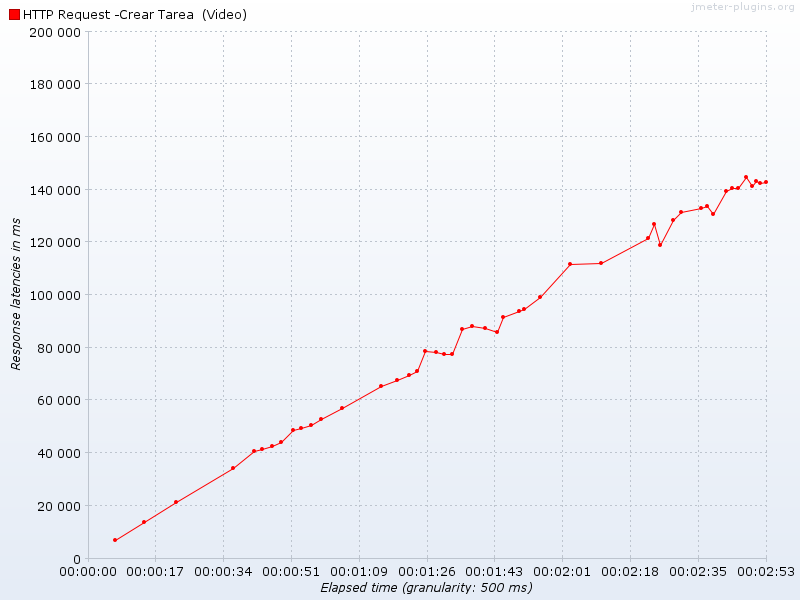 jmeter-plugins.org
HTTP Request -Crear Tarea  (Video)
200 000
180 000
160 000
140 000
120 000
100 000
80 000
60 000
40 000
20 000
0
Response latencies in ms
00:00:00 00:00:17 00:00:34 00:00:51 00:01:09 00:01:26 00:01:43 00:02:01 00:02:18 00:02:35 00:02:53
Elapsed time (granularity: 500 ms)